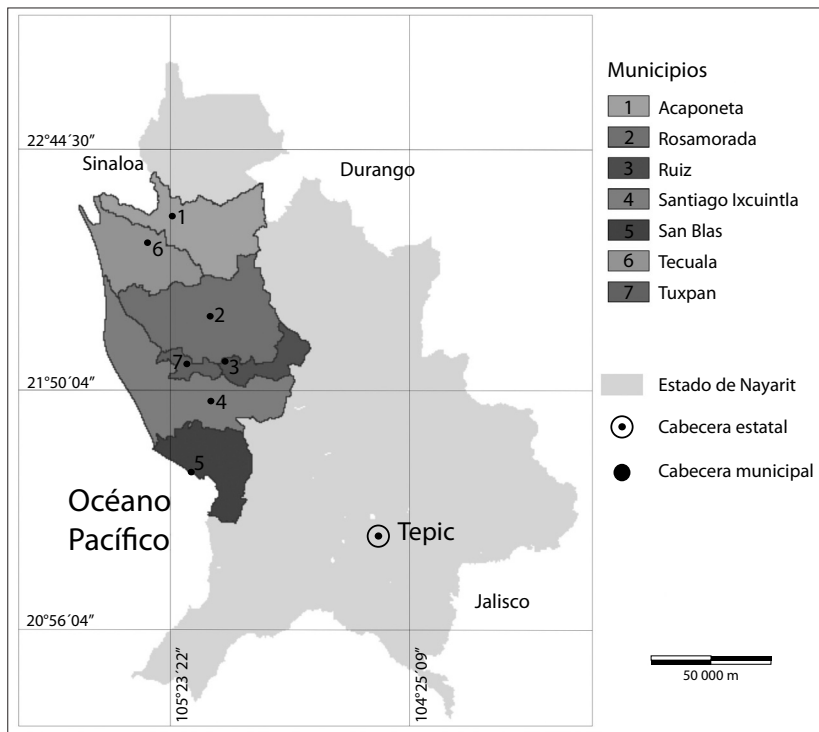 Municipios
1 Acaponeta
2 Rosamorada
3 Ruiz
4 Santiago Ixcuintla
5 San Blas
6 Tecuala
7 Tuxpan
Estado de Nayarit
Cabecera estatal
Cabecera municipal
50 000 m
22°44´30”
Sinaloa
Durango
1
6
2
7
3
21°50´04”
4
5
Océano
Pacífico
Tepic
Jalisco
20°56´04”
105°23´22”
104°25´09”